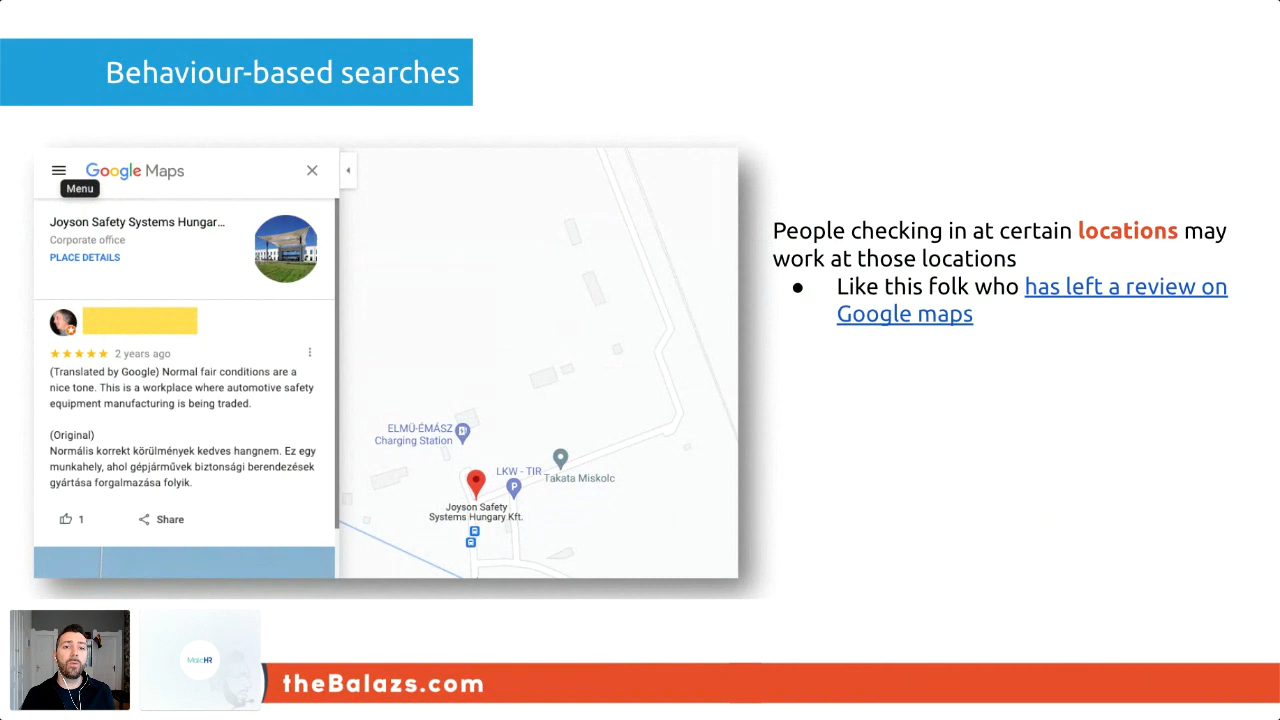 Behaviour-based searches
Google Maps
Menu
Joyson Safety Systems Hungar...
Corporate office
PLACE DETAILS
2 years ago
(Translated by Google) Normal fair conditions are a
nice tone. This is a workplace where automotive safety
equipment manufacturing is being traded.
(Original)
Normális korrekt körülmények kedves hangnem. Ez egy
munkahely, ahol gépjárművek biztonsági berendezések
gyártása forgalmazása folyik.
1
Share
ELMŰ-ÉMÁSZ
Charging Station
LKW - TIR
P
Takata Miskolc
Joyson Safety
Systems Hungary Kft.
People checking in at certain locations may
work at those locations
● Like this folk who has left a review on
Google maps
MalcHR
theBalazs.com